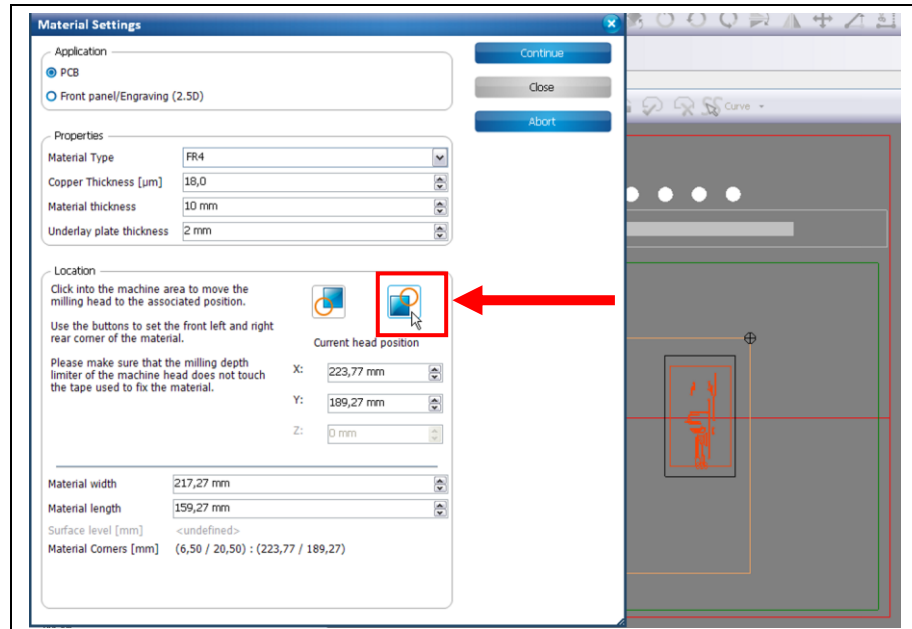 Material Settings
Application
PCB
Front panel/Engraving (2.5D)
Continue
Close
Abort
Properties
Material Type FR4
Copper Thickness [µm] 18,0
Material thickness 10 mm
Underlay plate thickness 2 mm
Curve
Location
Click into the machine area to move the
milling head to the associated position.
Use the buttons to set the front left and right
rear corner of the material.
Please make sure that the milling depth
limiter of the machine head does not touch
the tape used to fix the material.
Current head position
X: 223,77 mm
Y: 189,27 mm
Z: 0 mm
Material width 217,27 mm
Material length 159,27 mm
Surface level [mm] <undefined>
Material Corners [mm] (6,50 / 20,50) : (223,77 / 189,27)